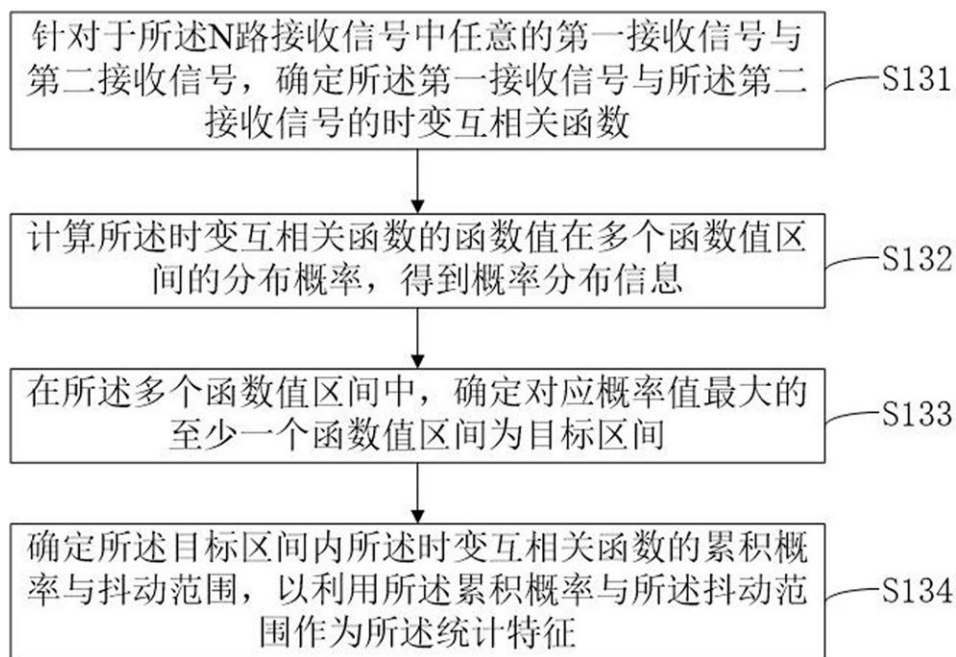 针对于所述N路接收信号中任意的第一接收信号与
第二接收信号，确定所述第一接收信号与所述第二
接收信号的时变互相关函数
S131
计算所述时变互相关函数的函数值在多个函数值区
间的分布概率，得到概率分布信息
S132
在所述多个函数值区间中，确定对应概率值最大的
至少一个函数值区间为目标区间
S133
确定所述目标区间内所述时变互相关函数的累积概
率与抖动范围，以利用所述累积概率与所述抖动范
围作为所述统计特征
S134